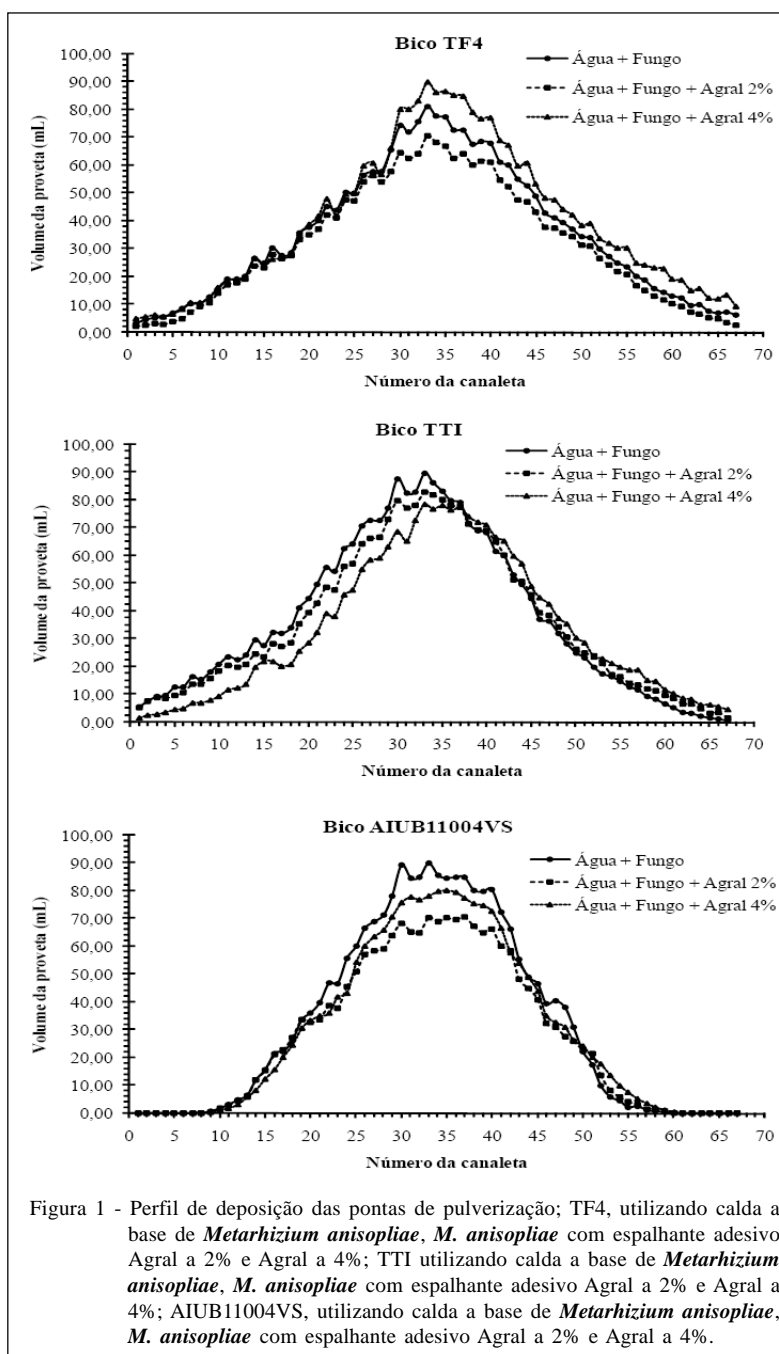 Bico TF4
Água + Fungo
Água + Fungo + Agral 2%
Água + Fungo + Agral 4%
Volume da proveta (mL)
100,00
90,00
80,00
70,00
60,00
50,00
40,00
30,00
20,00
10,00
0,00
0 5 10 15 20 25 30 35 40 45 50 55 60 65 70
Número da canaleta
Bico TTI
Água + Fungo
Água + Fungo + Agral 2%
Água + Fungo + Agral 4%
Volume da proveta (mL)
100,00
90,00
80,00
70,00
60,00
50,00
40,00
30,00
20,00
10,00
0,00
0 5 10 15 20 25 30 35 40 45 50 55 60 65 70
Número da canaleta
Bico AIUB11004VS
Água + Fungo
Água + Fungo + Agral 2%
Água + Fungo + Agral 4%
Volume da proveta (mL)
100,00
90,00
80,00
70,00
60,00
50,00
40,00
30,00
20,00
10,00
0,00
0 5 10 15 20 25 30 35 40 45 50 55 60 65 70
Número da canaleta
Figura 1 - Perfil de deposição das pontas de pulverização; TF4, utilizando calda a
base de Metarhizium anisopliae, M. anisopliae com espalhante adesivo
Agral a 2% e Agral a 4%; TTI utilizando calda a base de Metarhizium
anisopliae, M. anisopliae com espalhante adesivo Agral a 2% e Agral a
4%; AIUB11004VS, utilizando calda a base de Metarhizium anisopliae,
M. anisopliae com espalhante adesivo Agral a 2% e Agral a 4%.